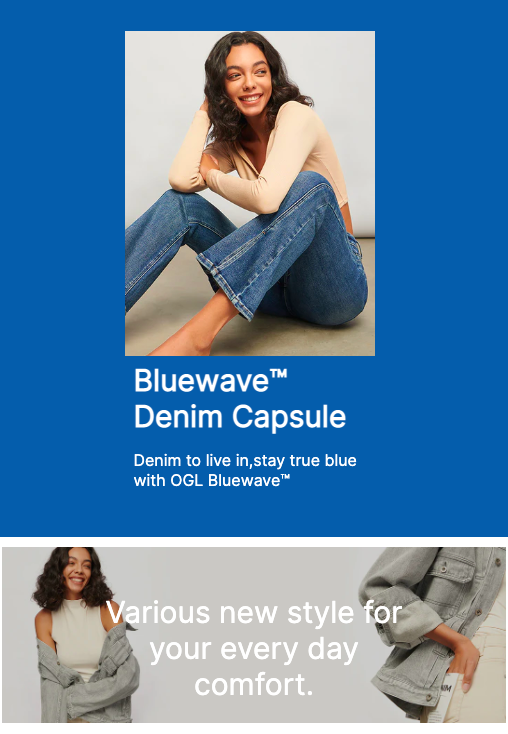 Bluewave™
Denim Capsule
Denim to live in,stay true blue
with OGL Bluewave™
Various new style for
your every day
comfort.